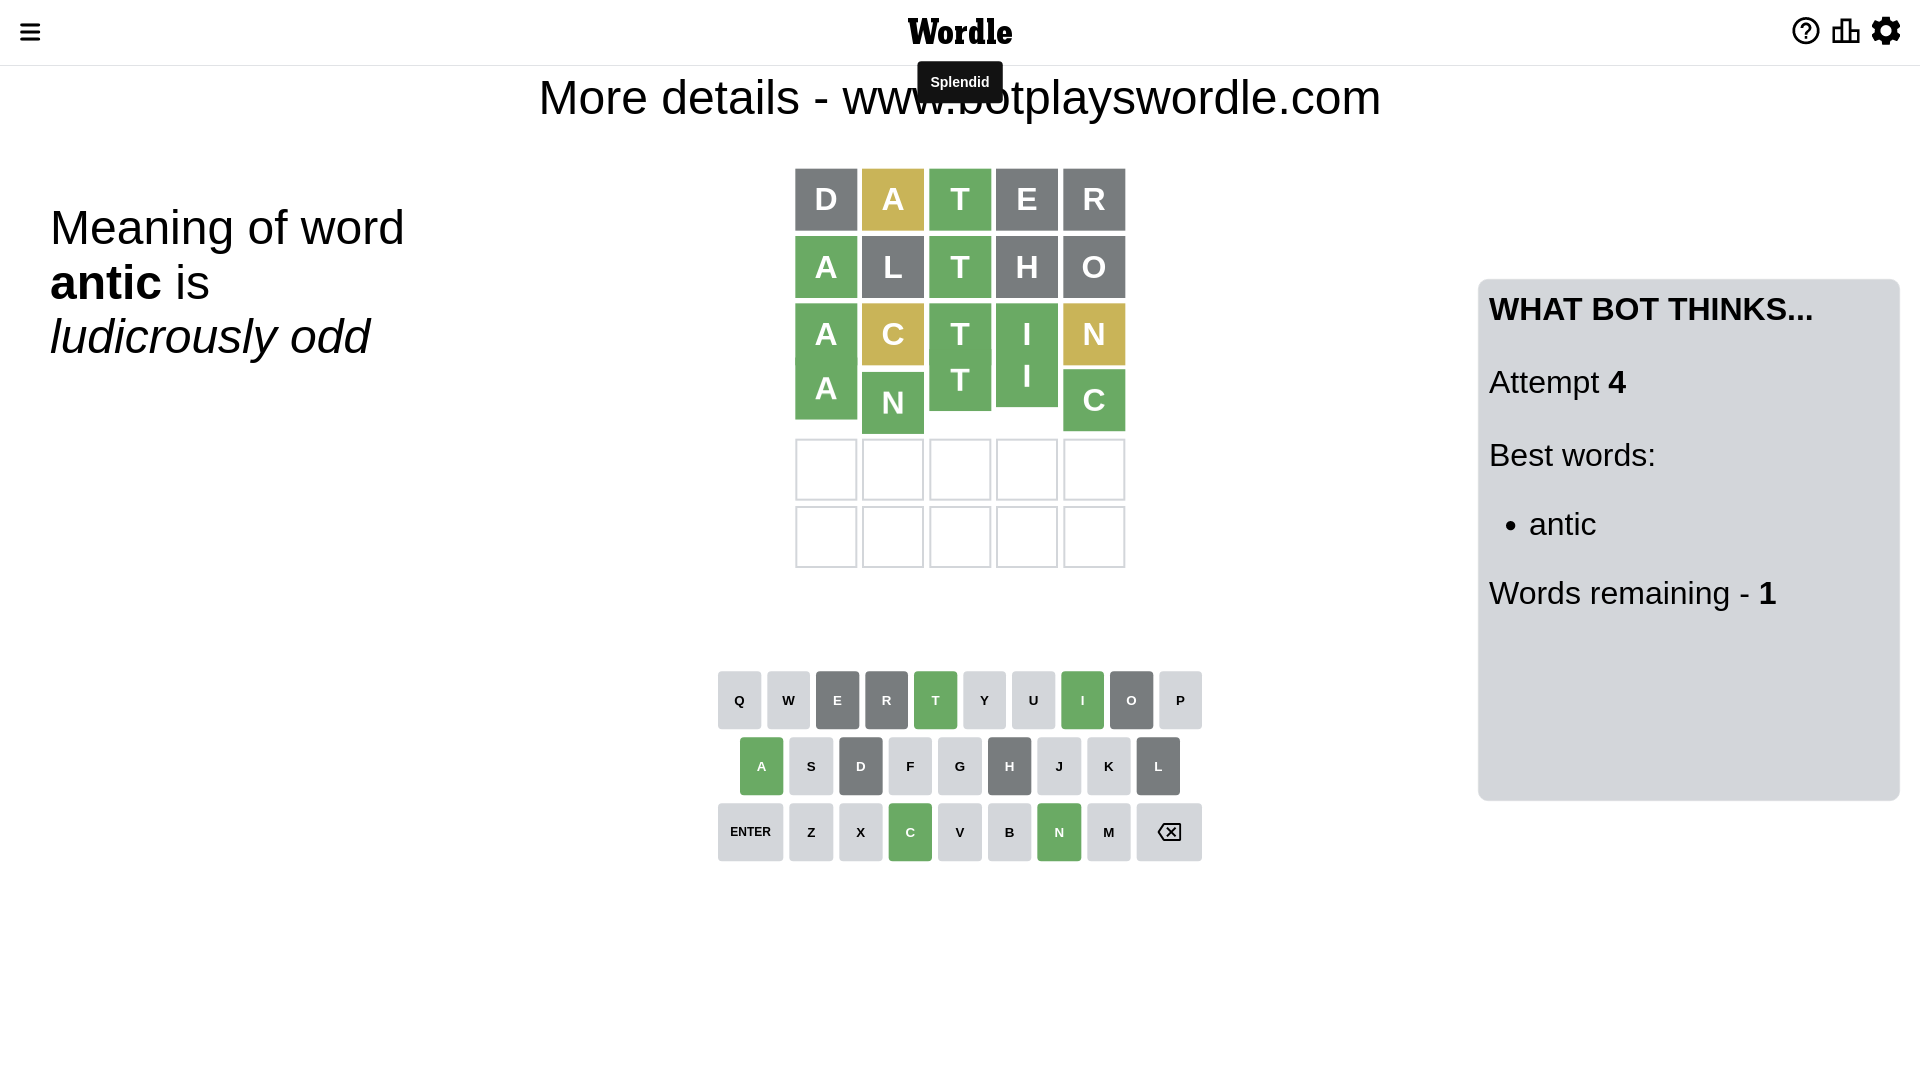 Wordle
Splendid
More details - www.botplayswordle.com
Meaning of word
antic is
ludicrously odd
D A T E R
A L T H O
A C T I N
A N T I C
WHAT BOT THINKS...
Attempt 4
Best words:
• antic
Words remaining - 1
Q W E R T Y U I O P
A S D F G H J K L
ENTER Z X C V B N M